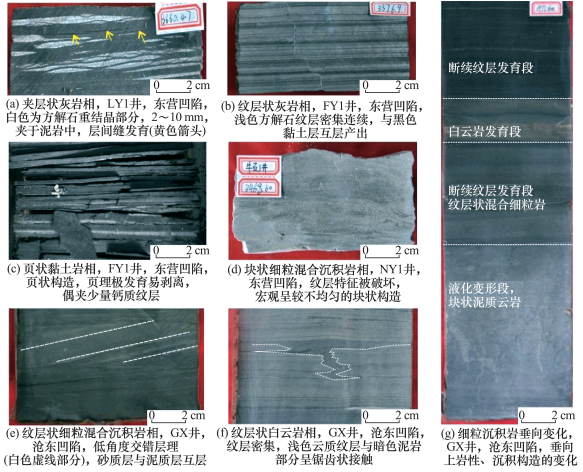 2 cm
0
(a) 夹层状灰岩相, LY1井, 东营凹陷,
白色为方解石重结晶部分, 2～10 mm,
夹于泥岩中, 层间缝发育(黄色箭头)
3376.9
0
2 cm
(b) 纹层状灰岩相, FY1井, 东营凹陷,
浅色方解石纹层密集连续, 与黑色
黏土层互层产出
0
2 cm
(c) 页状黏土岩相, FY1井, 东营凹陷,
页状构造, 页理极发育易剥离,
偶夹少量钙质纹层
0
2 cm
(d) 块状细粒混合沉积岩相, NY1井,
东营凹陷, 纹层特征被破坏,
宏观呈较不均匀的块状构造
0
2 cm
(e) 纹层状细粒混合沉积岩相, GX井,
沧东凹陷, 低角度交错层理
(白色虚线部分), 砂质层与泥质层互层
0
2 cm
(f) 纹层状白云岩相, GX井, 沧东凹陷,
纹层密集, 浅色云质纹层与暗色泥岩
部分呈锯齿状接触
断续纹层发育段
白云岩发育段
断续纹层发育段
纹层状混合细粒岩
液化变形段,
块状泥质云岩
0
2 cm
(g) 细粒沉积岩垂向变化,
GX井, 沧东凹陷, 垂向
上岩性、沉积构造的变化